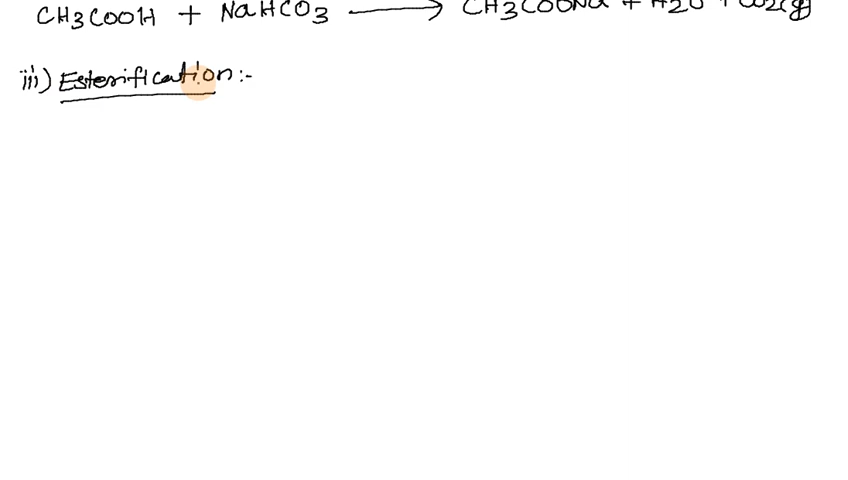 CH3COOH + NaHCO3 ⟶ CH3COONa + H2O + CO2(g)
iii) Esterification:-